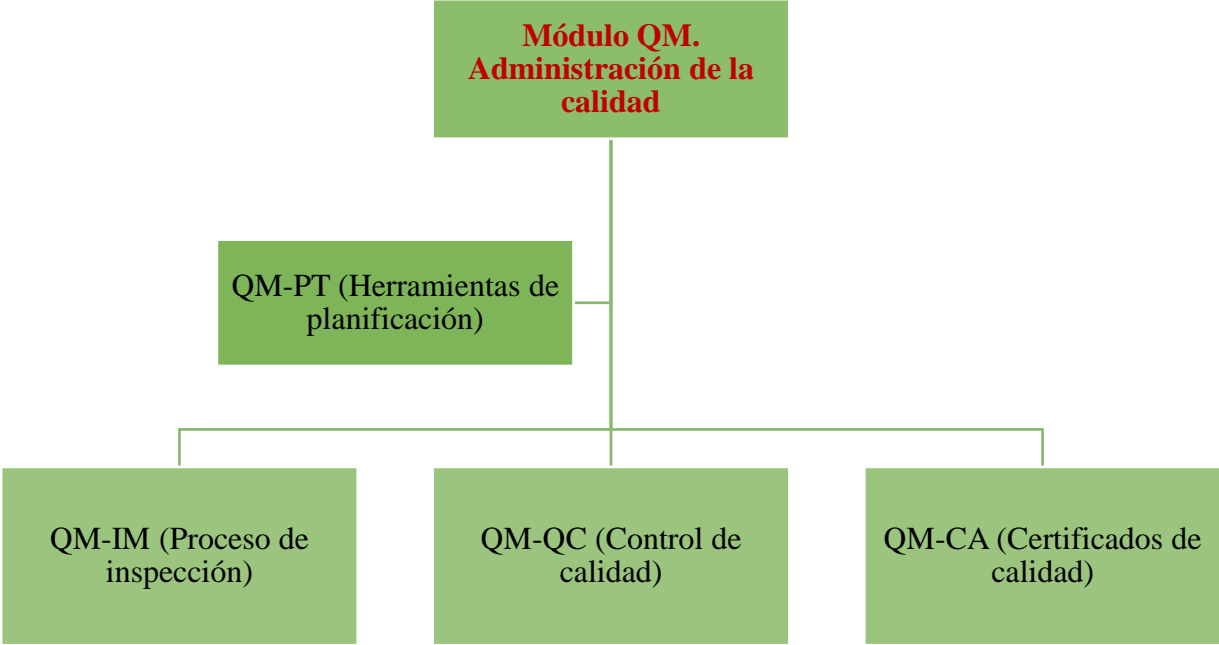 Módulo QM.
Administración de la
calidad
QM-PT (Herramientas de
planificación)
QM-IM (Proceso de
inspección)
QM-QC (Control de
calidad)
QM-CA (Certificados de
calidad)